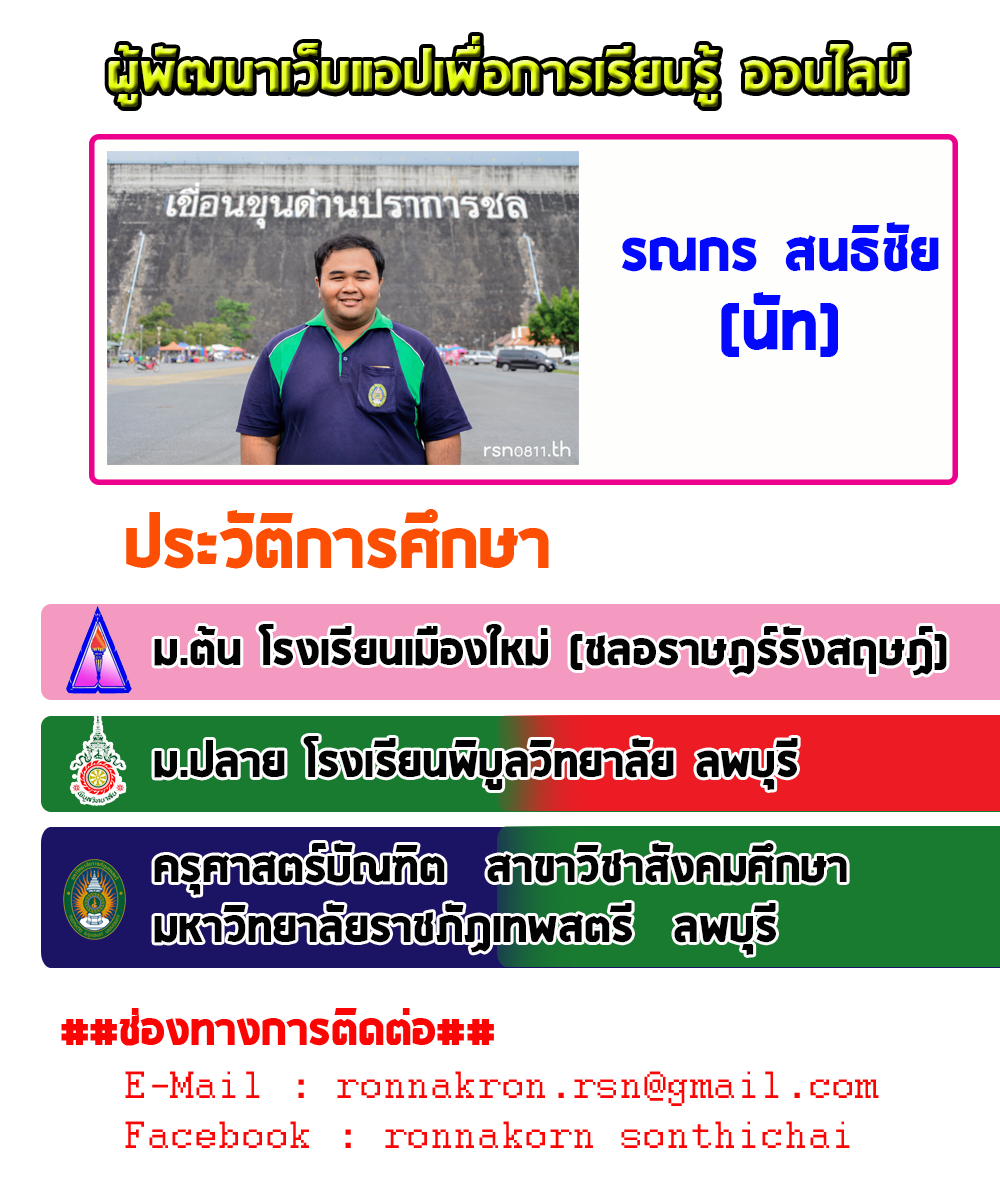 ผู้พัฒนาเว็บแอปเพื่อการเรียนรู้ ออนไลน์
เขื่อนขุนด่านปราการชล
รณกร สนธิชัย
(นัท)
rsn0811.th
ประวัติการศึกษา
ม.ต้น โรงเรียนเมืองใหม่ (ชลอราษฎร์รังสฤษฎ์)
ม.ปลาย โรงเรียนพิบูลวิทยาลัย ลพบุรี
ครุศาสตร์บัณฑิต สาขาวิชาสังคมศึกษา
มหาวิทยาลัยราชภัฏเทพสตรี ลพบุรี
##ช่องทางการติดต่อ##
E-Mail : ronnakron.rsn@gmail.com
Facebook : ronnakorn sonthichai